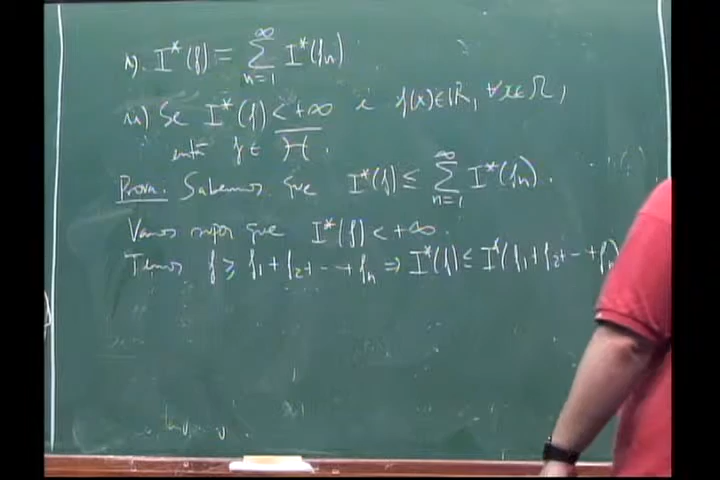 i) I*(f) = ∑_{n=1}^{∞} I*(fn)
ii) Se I*(f) < +∞ e f(x)∈ℝ, ∀x∈Ω,
então f ∈ H̅.
Prova. Sabemos que I*(f) ≤ ∑_{n=1}^{∞} I*(fn).
Vamos supor que I*(f) < +∞.
Temos f ≥ f1 + f2 + ⋯ + fn ⇒ I*(f) ≤ I*(f1 + f2 + ⋯ + fn)